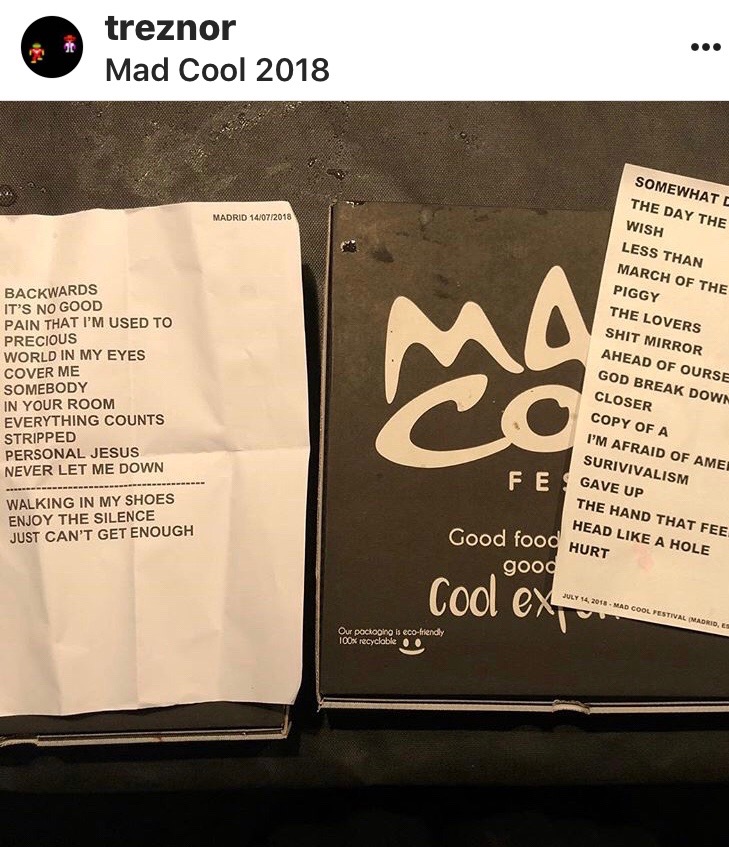 treznor
Mad Cool 2018
MADRID 14/07/2018
BACKWARDS
IT'S NO GOOD
PAIN THAT I'M USED TO
PRECIOUS
WORLD IN MY EYES
COVER ME
SOMEBODY
IN YOUR ROOM
EVERYTHING COUNTS
STRIPPED
PERSONAL JESUS
NEVER LET ME DOWN
WALKING IN MY SHOES
ENJOY THE SILENCE
JUST CAN'T GET ENOUGH
MA
CO
FES
Good food
good
Cool ex
Our packaging is eco-friendly
100% recyclable
SOMEWHAT D
THE DAY THE
WISH
LESS THAN
MARCH OF THE
PIGGY
THE LOVERS
SHIT MIRROR
AHEAD OF OURSE
GOD BREAK DOWN
CLOSER
COPY OF A
I'M AFRAID OF AME
SURIVIVALISM
GAVE UP
THE HAND THAT FEE
HEAD LIKE A HOLE
HURT
JULY 14, 2018 - MAD COOL FESTIVAL (MADRID, ES